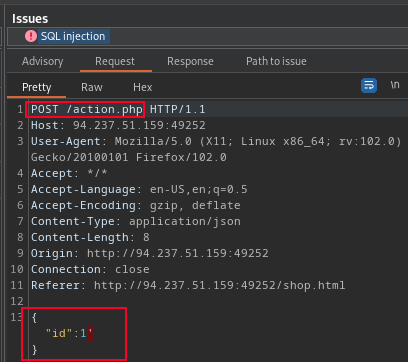 Issues
! SQL injection
Advisory Request Response Path to issue
Pretty Raw Hex \n
1 POST /action.php HTTP/1.1
2 Host: 94.237.51.159:49252
3 User-Agent: Mozilla/5.0 (X11; Linux x86_64; rv:102.0)
Gecko/20100101 Firefox/102.0
4 Accept: */*
5 Accept-Language: en-US,en;q=0.5
6 Accept-Encoding: gzip, deflate
7 Content-Type: application/json
8 Content-Length: 8
9 Origin: http://94.237.51.159:49252
10 Connection: close
11 Referer: http://94.237.51.159:49252/shop.html
12
13 {
"id":1'
}